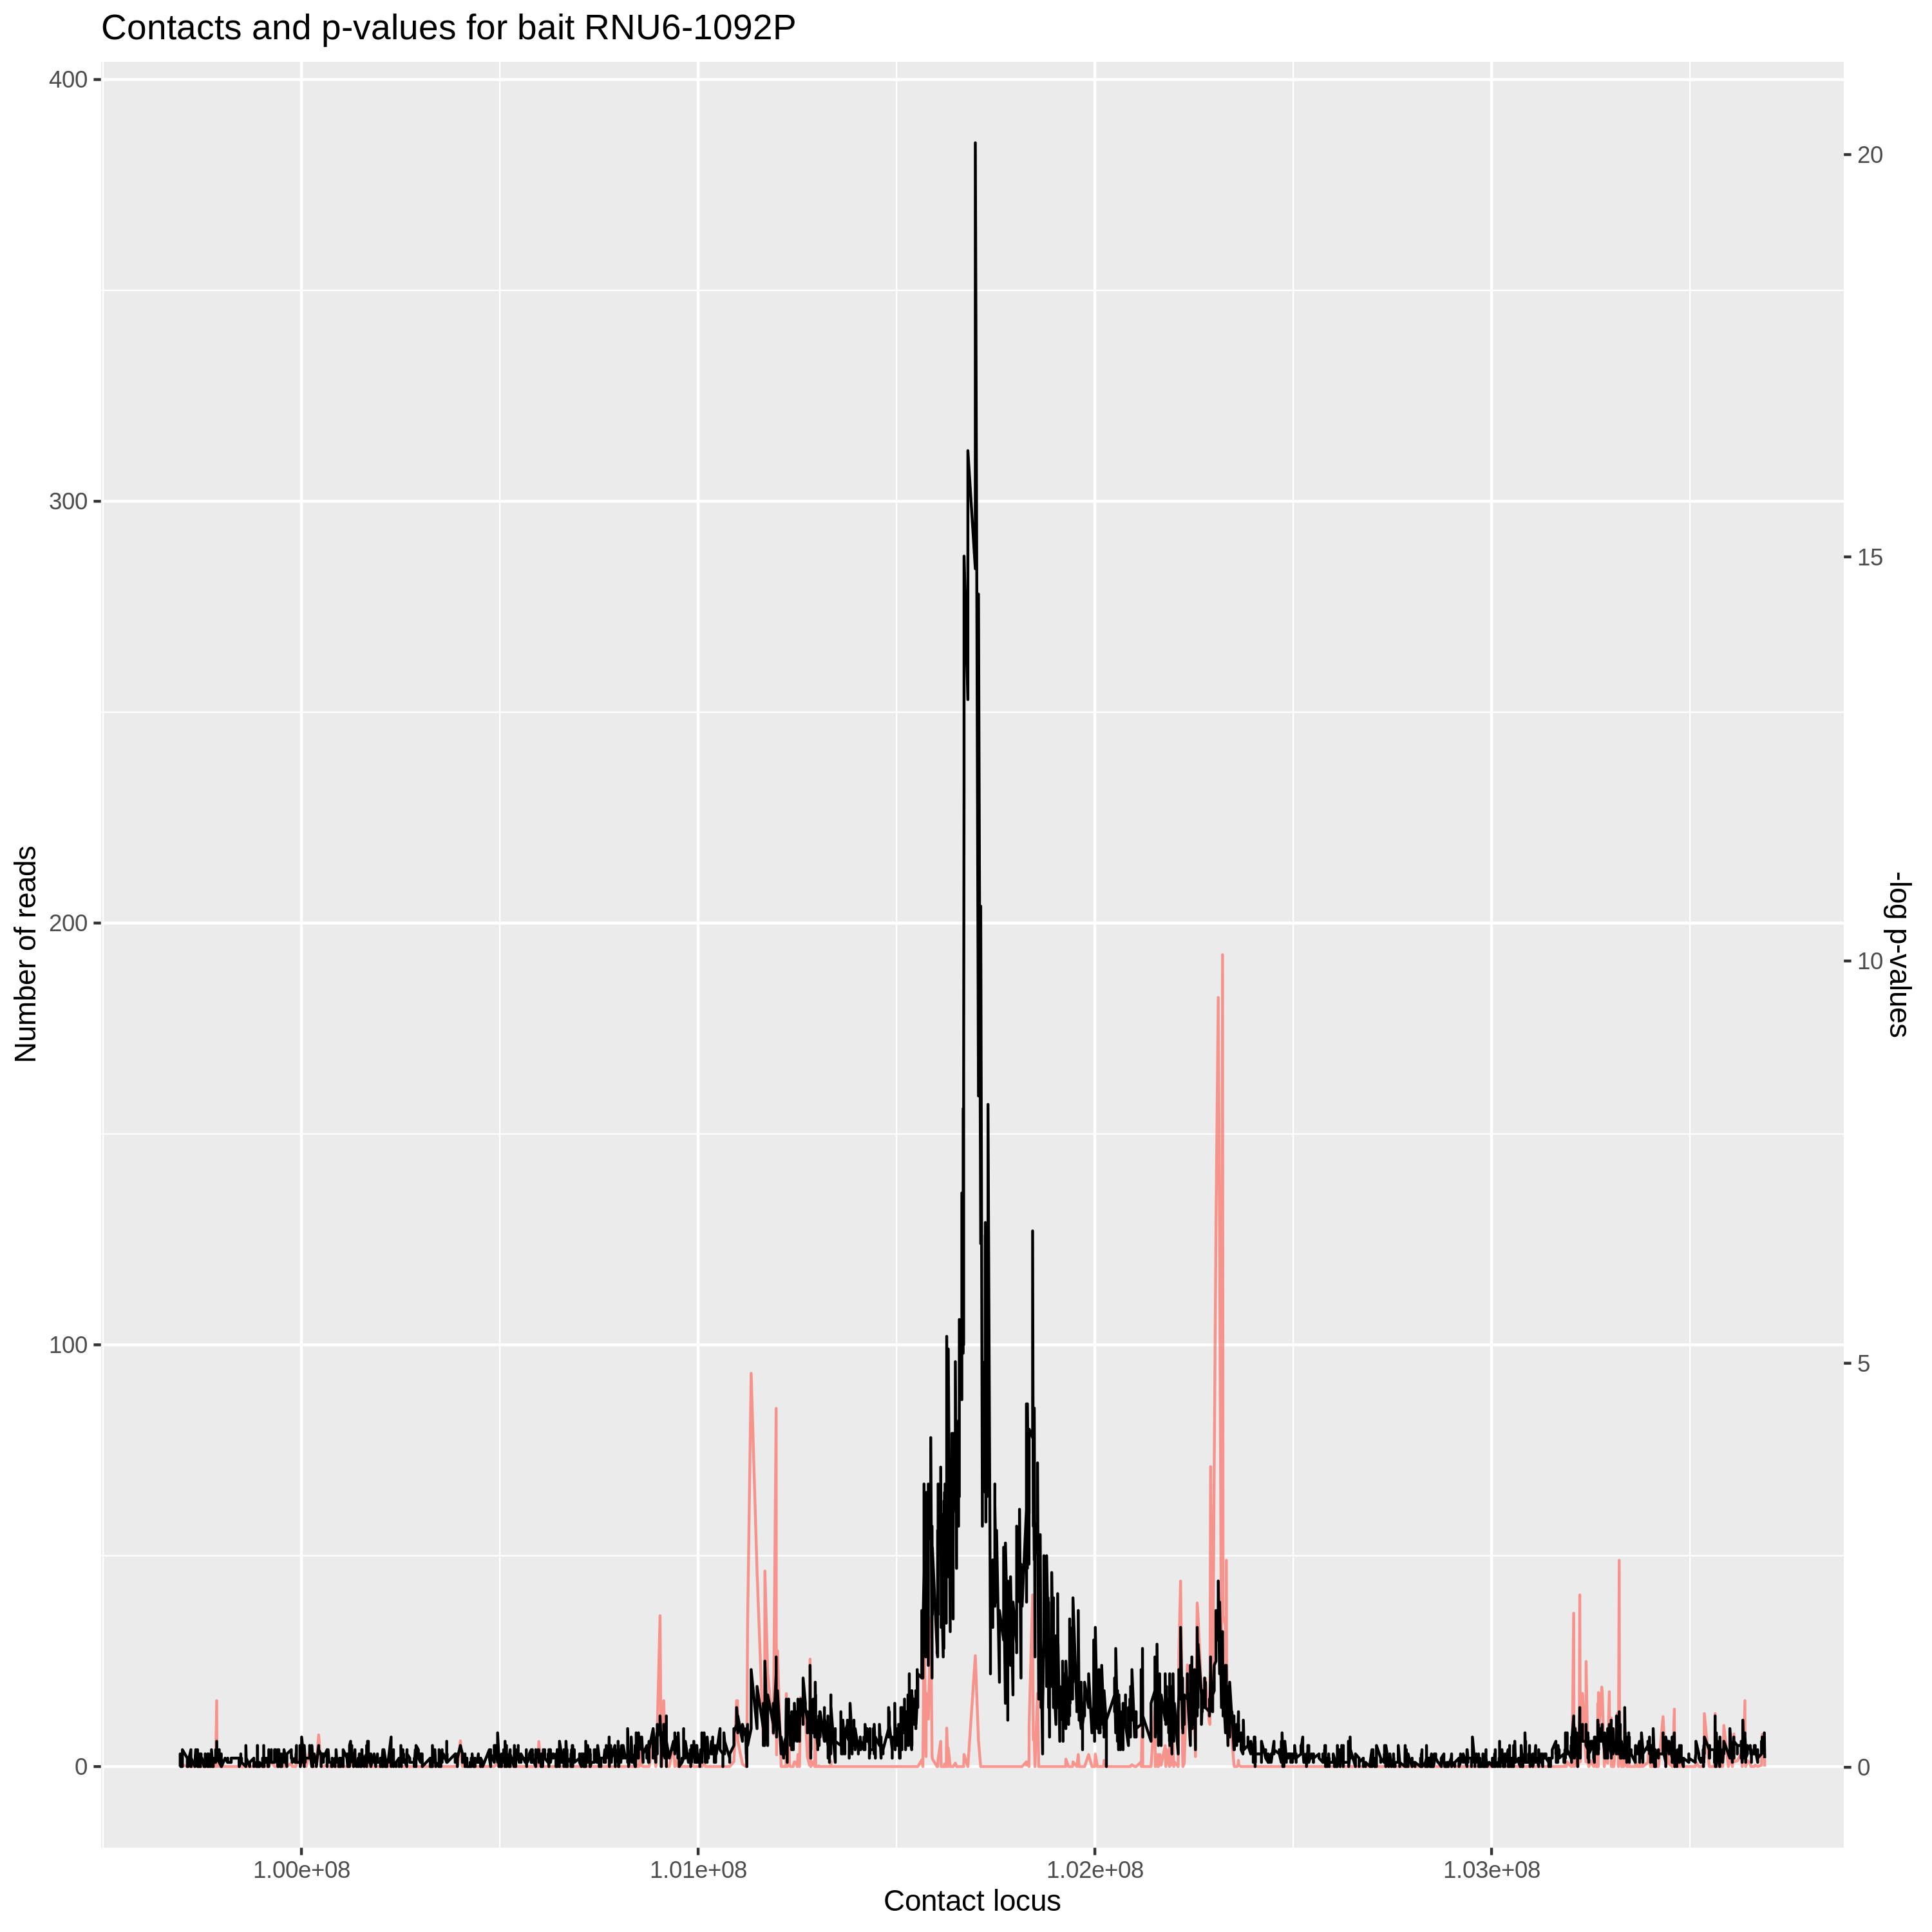 Contacts and p-values for bait RNU6-1092P
400
300
200
100
0
Number of reads
20
15
10
5
0
-log p-values
1.00e+08
1.01e+08
1.02e+08
1.03e+08
Contact locus